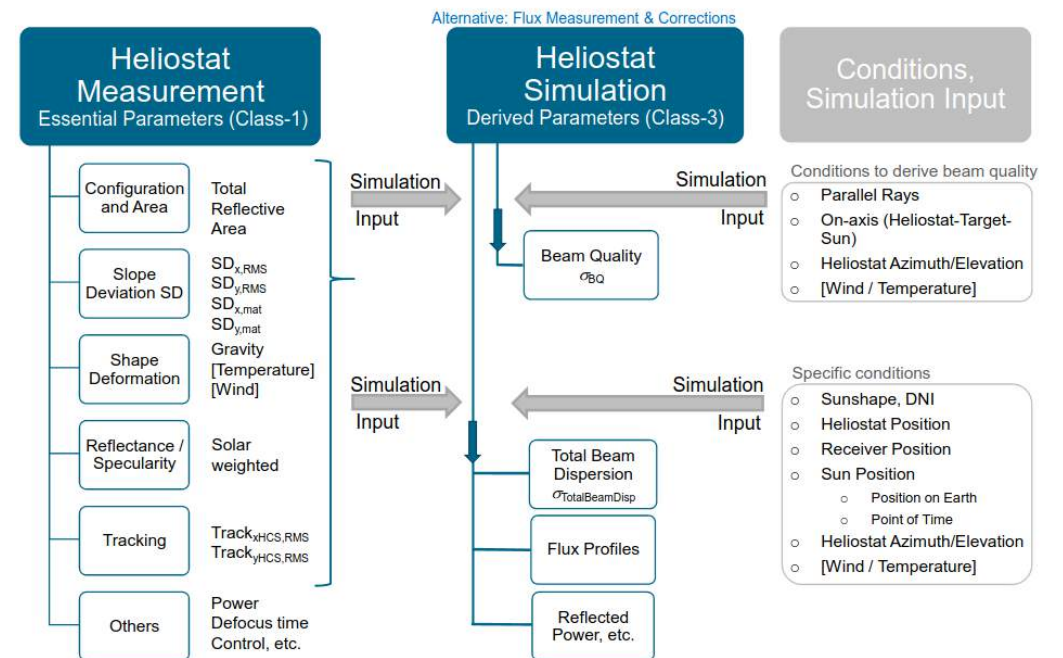 Alternative: Flux Measurement & Corrections
Heliostat
Measurement
Essential Parameters (Class-1)
Configuration
and Area
Total
Reflective
Area
Slope
Deviation SD
SDx,RMS
SDy,RMS
SDx,mat
SDy,mat
Shape
Deformation
Gravity
[Temperature]
[Wind]
Reflectance /
Specularity
Solar
weighted
Tracking
TrackxHCS,RMS
TrackyHCS,RMS
Others
Power
Defocus time
Control, etc.
Simulation
Input
Simulation
Input
Heliostat
Simulation
Derived Parameters (Class-3)
Beam Quality
σBQ
Total Beam
Dispersion
σTotalBeamDisp
Flux Profiles
Reflected
Power, etc.
Simulation
Input
Simulation
Input
Conditions,
Simulation Input
Conditions to derive beam quality
o Parallel Rays
o On-axis (Heliostat-Target-
Sun)
o Heliostat Azimuth/Elevation
o [Wind / Temperature]
Specific conditions
o Sunshape, DNI
o Heliostat Position
o Receiver Position
o Sun Position
o Position on Earth
o Point of Time
o Heliostat Azimuth/Elevation
o [Wind / Temperature]